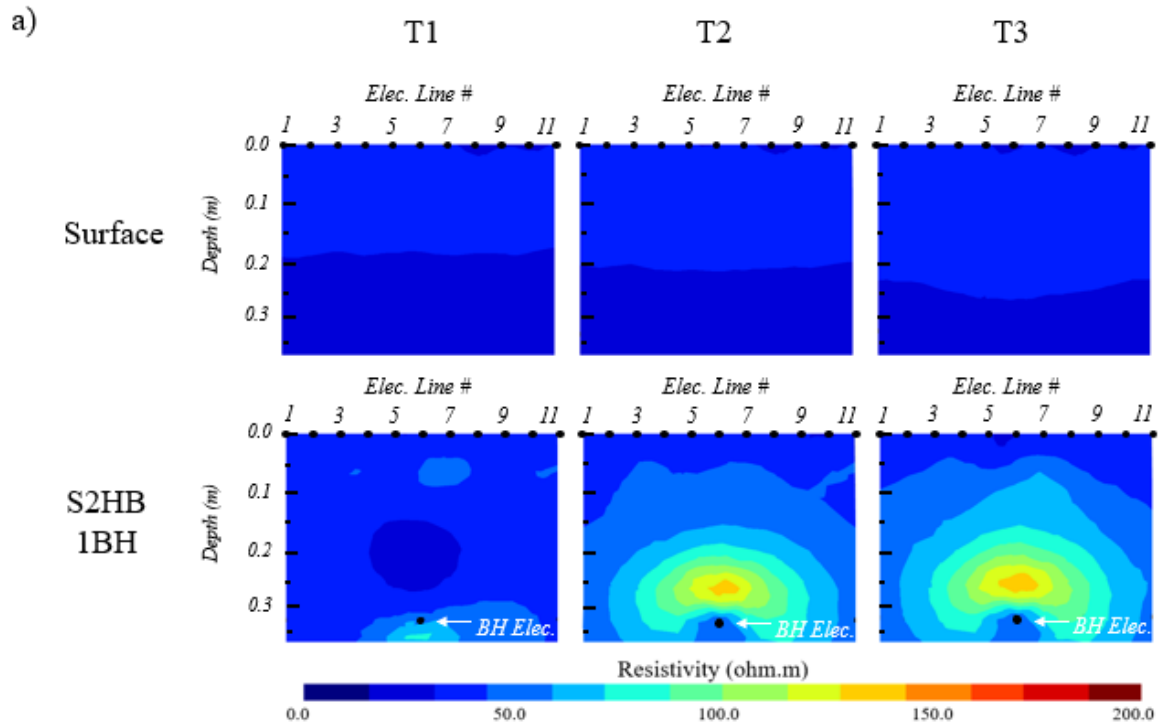 a)
T1 T2 T3
Elec. Line # Elec. Line # Elec. Line #
1 3 5 7 9 11 1 3 5 7 9 11 1 3 5 7 9 11
0.0
0.1
Surface
Depth (m)
0.2
0.3
Elec. Line # Elec. Line # Elec. Line #
1 3 5 7 9 11 1 3 5 7 9 11 1 3 5 7 9 11
0.0
0.1
S2HB
1BH
Depth (m)
0.2
0.3
BH Elec. BH Elec. BH Elec.
Resistivity (ohm.m)
0.0 50.0 100.0 150.0 200.0